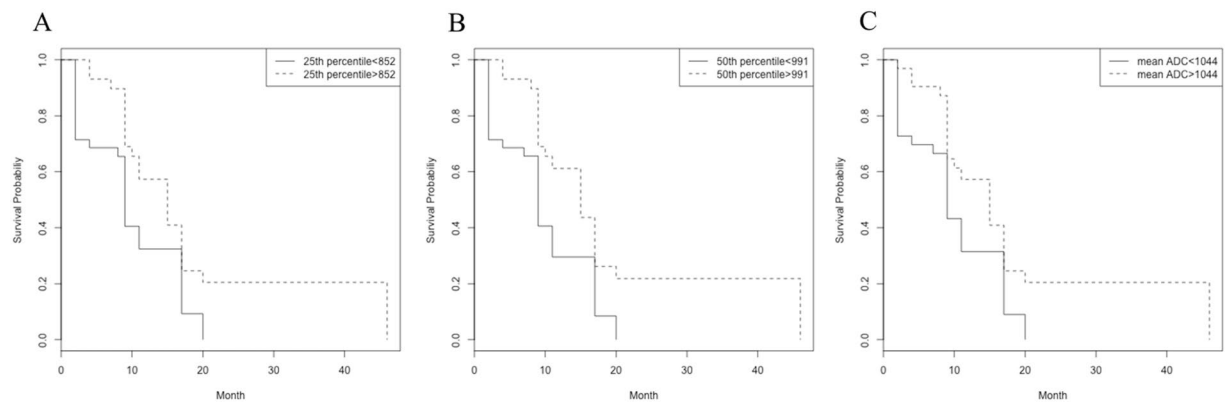 A
25th percentile<852
25th percentile>852
Survival Probabiliy
1.0
0.8
0.6
0.4
0.2
0.0
0 10 20 30 40
Month
B
50th percentile<991
50th percentile>991
Survival Probabiliy
1.0
0.8
0.6
0.4
0.2
0.0
0 10 20 30 40
Month
C
mean ADC<1044
mean ADC>1044
Survival Probabiliy
1.0
0.8
0.6
0.4
0.2
0.0
0 10 20 30 40
Month